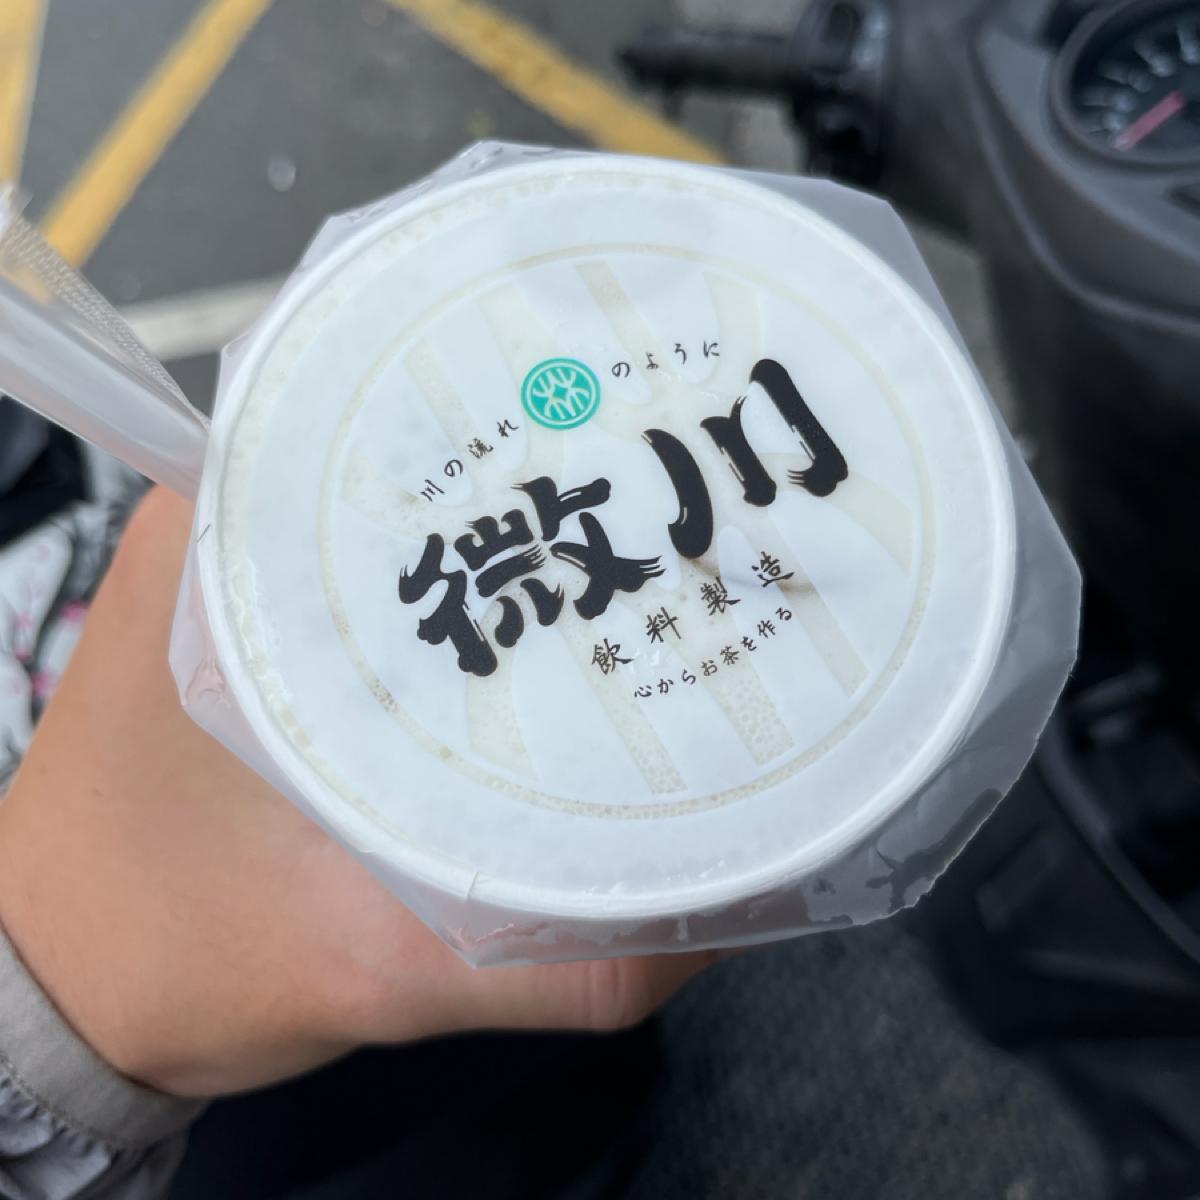 川の流れのように
微川
飲料製造
心からお茶を作る